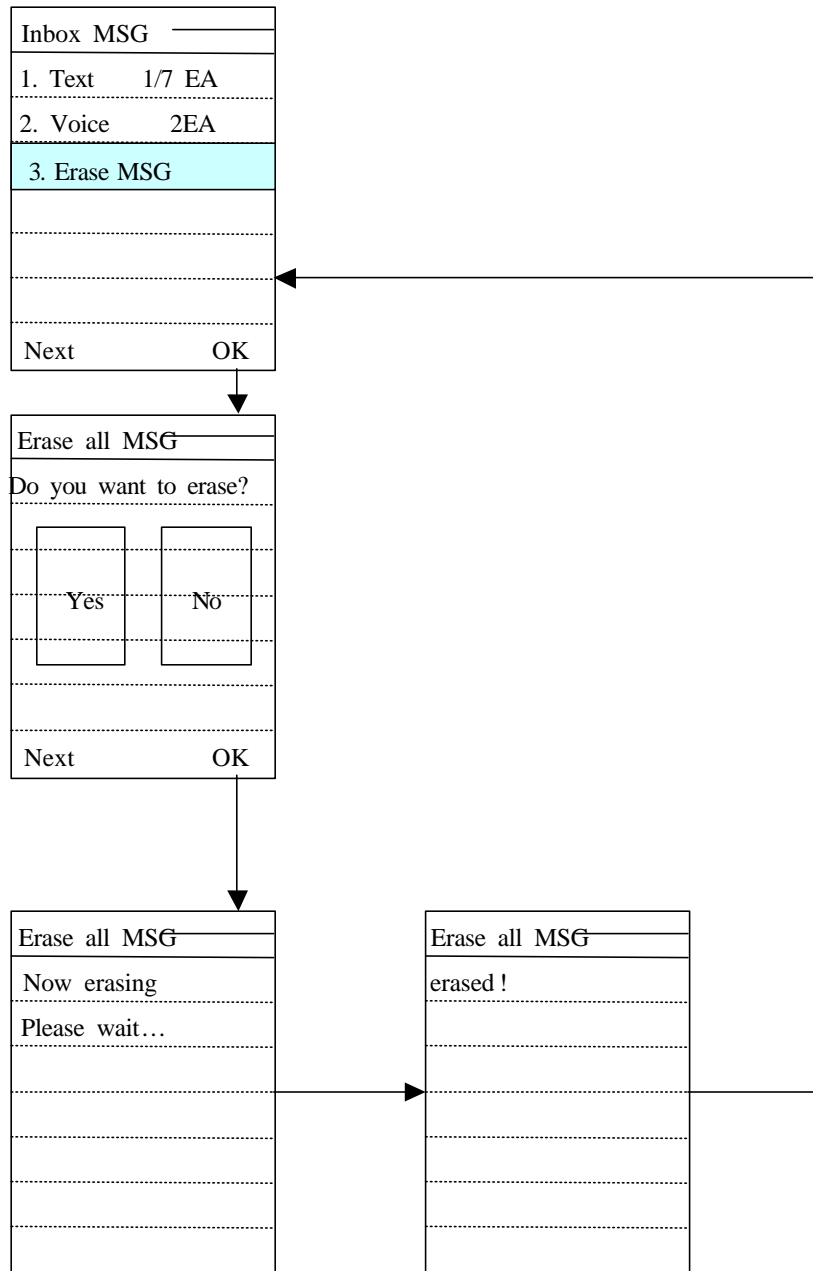 Inbox MSG
1. Text 1/7 EA
2. Voice 2EA
3. Erase MSG
Next OK
Erase all MSG
Do you want to erase?
Yes No
Next OK
Erase all MSG
Now erasing
Please wait…
Erase all MSG
erased !